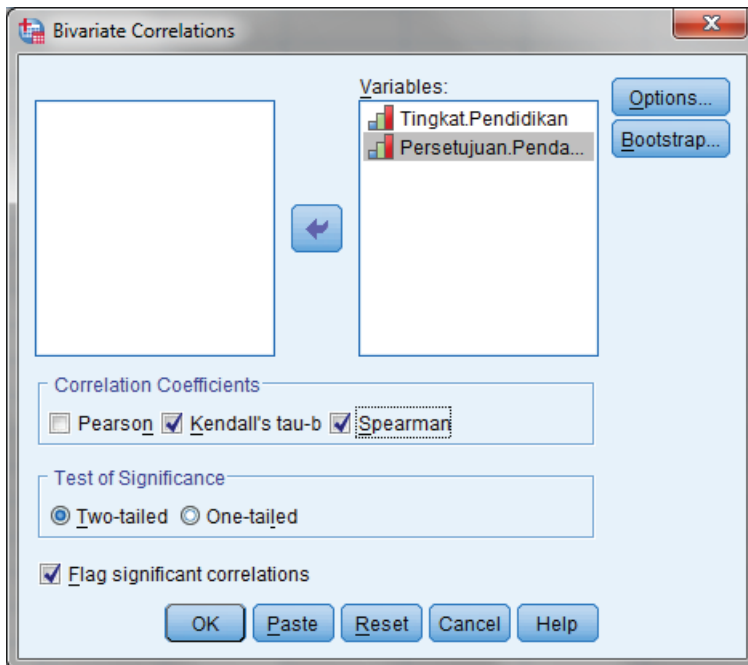 Bivariate Correlations
Variables:
Tingkat.Pendidikan
Persetujuan.Penda...
Options...
Bootstrap...
Correlation Coefficients
Pearson Kendall's tau-b Spearman
Test of Significance
Two-tailed One-tailed
Flag significant correlations
OK Paste Reset Cancel Help